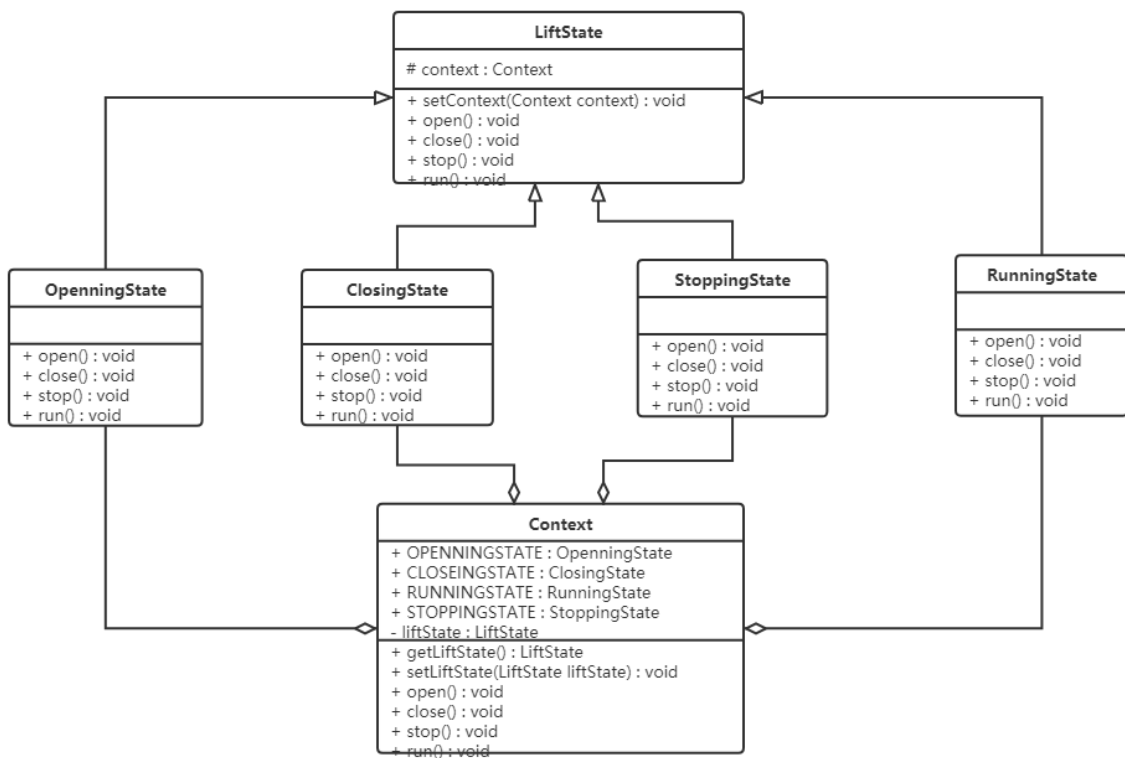 LiftState
# context : Context
+ setContext(Context context) : void
+ open() : void
+ close() : void
+ stop() : void
+ run() : void
OpenningState
+ open() : void
+ close() : void
+ stop() : void
+ run() : void
ClosingState
+ open() : void
+ close() : void
+ stop() : void
+ run() : void
StoppingState
+ open() : void
+ close() : void
+ stop() : void
+ run() : void
RunningState
+ open() : void
+ close() : void
+ stop() : void
+ run() : void
Context
+ OPENNINGSTATE : OpenningState
+ CLOSEINGSTATE : ClosingState
+ RUNNINGSTATE : RunningState
+ STOPPINGSTATE : StoppingState
- liftState : LiftState
+ getLiftState() : LiftState
+ setLiftState(LiftState liftState) : void
+ open() : void
+ close() : void
+ stop() : void
+ run() : void